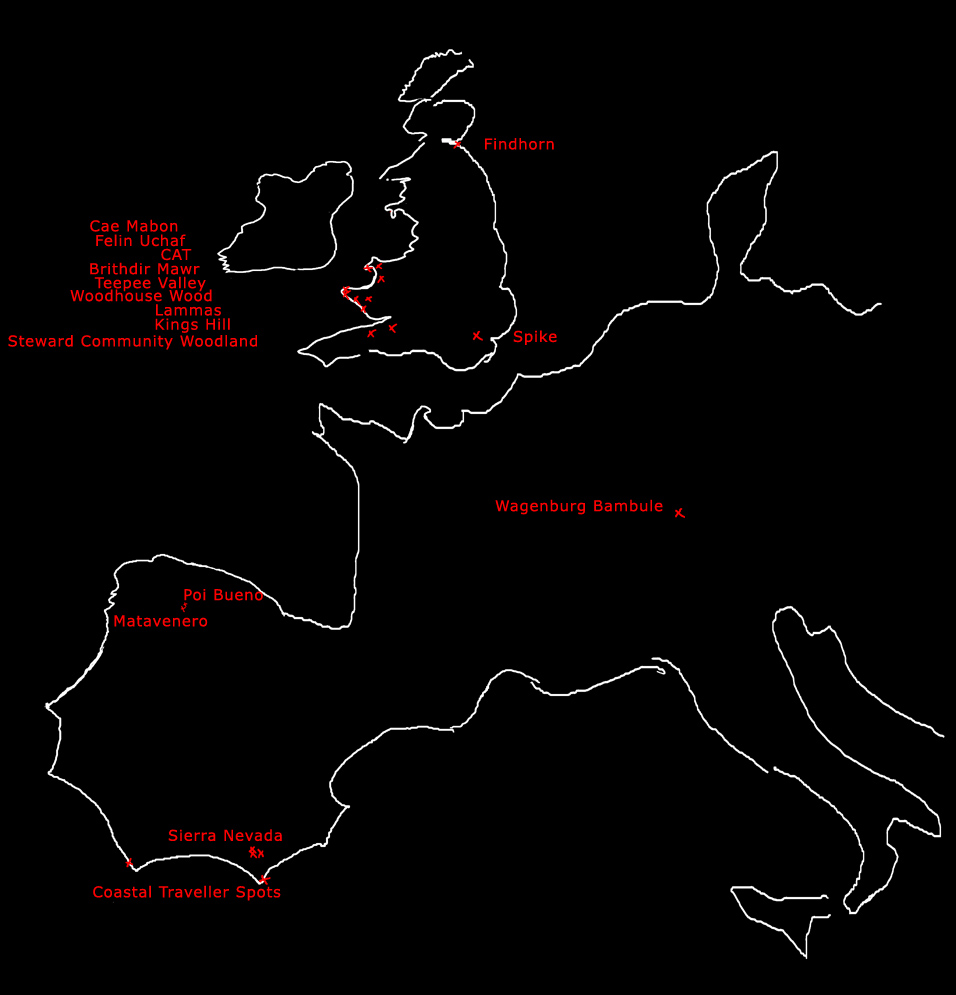 Findhorn
Cae Mabon
Felin Uchaf
CAT
Brithdir Mawr
Teepee Valley
Woodhouse Wood
Lammas
Kings Hill
Steward Community Woodland
Spike
Wagenburg Bambule
Poi Bueno
Matavenero
Sierra Nevada
Coastal Traveller Spots